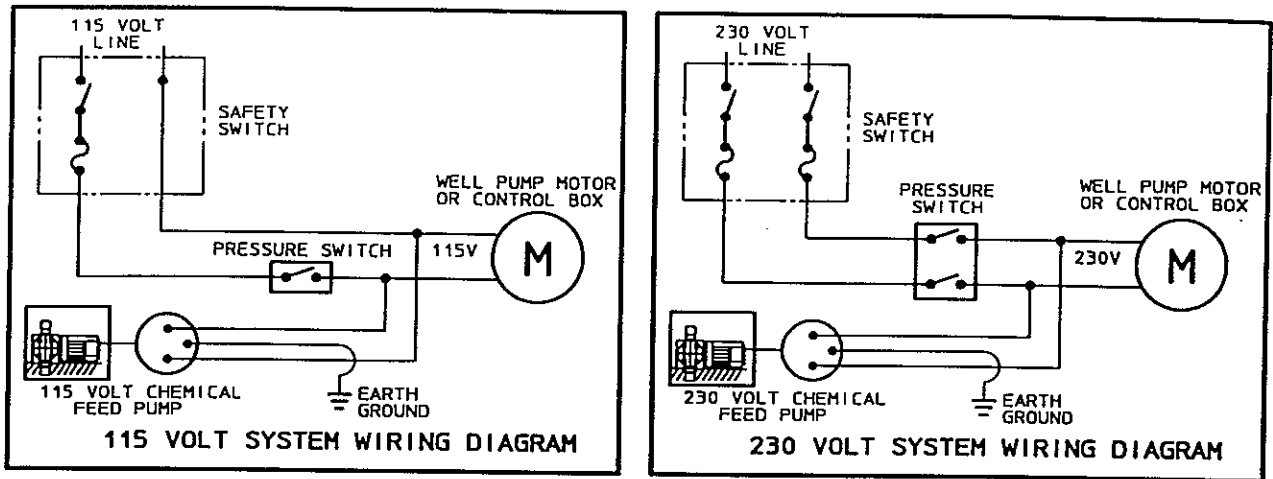 115 VOLT
LINE
SAFETY
SWITCH
WELL PUMP MOTOR
OR CONTROL BOX
PRESSURE SWITCH
115V
M
115 VOLT CHEMICAL
FEED PUMP
EARTH
GROUND
115 VOLT SYSTEM WIRING DIAGRAM
230 VOLT
LINE
SAFETY
SWITCH
PRESSURE
SWITCH
WELL PUMP MOTOR
OR CONTROL BOX
230V
M
230 VOLT CHEMICAL
FEED PUMP
EARTH
GROUND
230 VOLT SYSTEM WIRING DIAGRAM